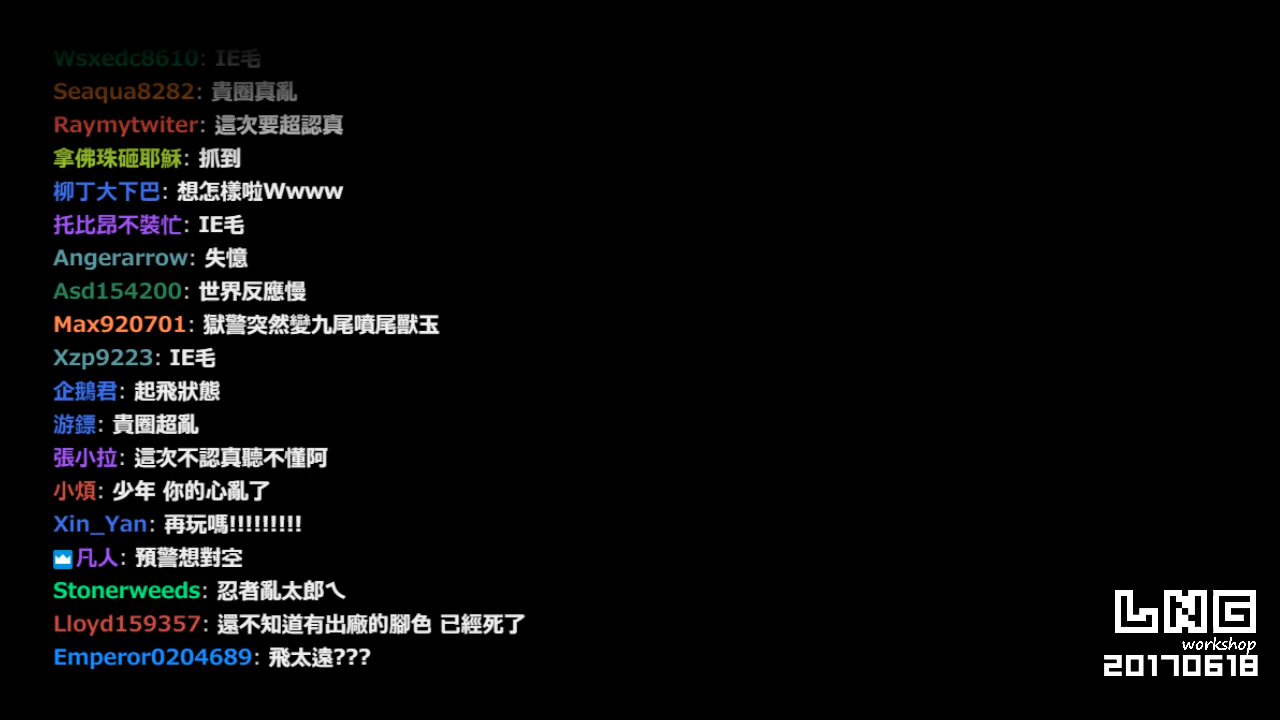 Wsxedc8610: IE毛
Seaqua8282: 貴圈真亂
Raymytwiter: 這次要超認真
拿佛珠砸耶穌: 抓到
柳丁大下巴: 想怎樣啦Wwww
托比昂不裝忙: IE毛
Angerarrow: 失憶
Asd154200: 世界反應慢
Max920701: 獄警突然變九尾噴尾獸玉
Xzp9223: IE毛
企鵝君: 起飛狀態
游鏢: 貴圈超亂
張小拉: 這次不認真聽不懂阿
小煩: 少年 你的心亂了
Xin_Yan: 再玩嗎!!!!!!!!!
凡人: 預警想對空
Stonerweeds: 忍者亂太郎ㄟ
Lloyd159357: 還不知道有出廠的腳色 已經死了
Emperor0204689: 飛太遠???
LNG
workshop
20170618